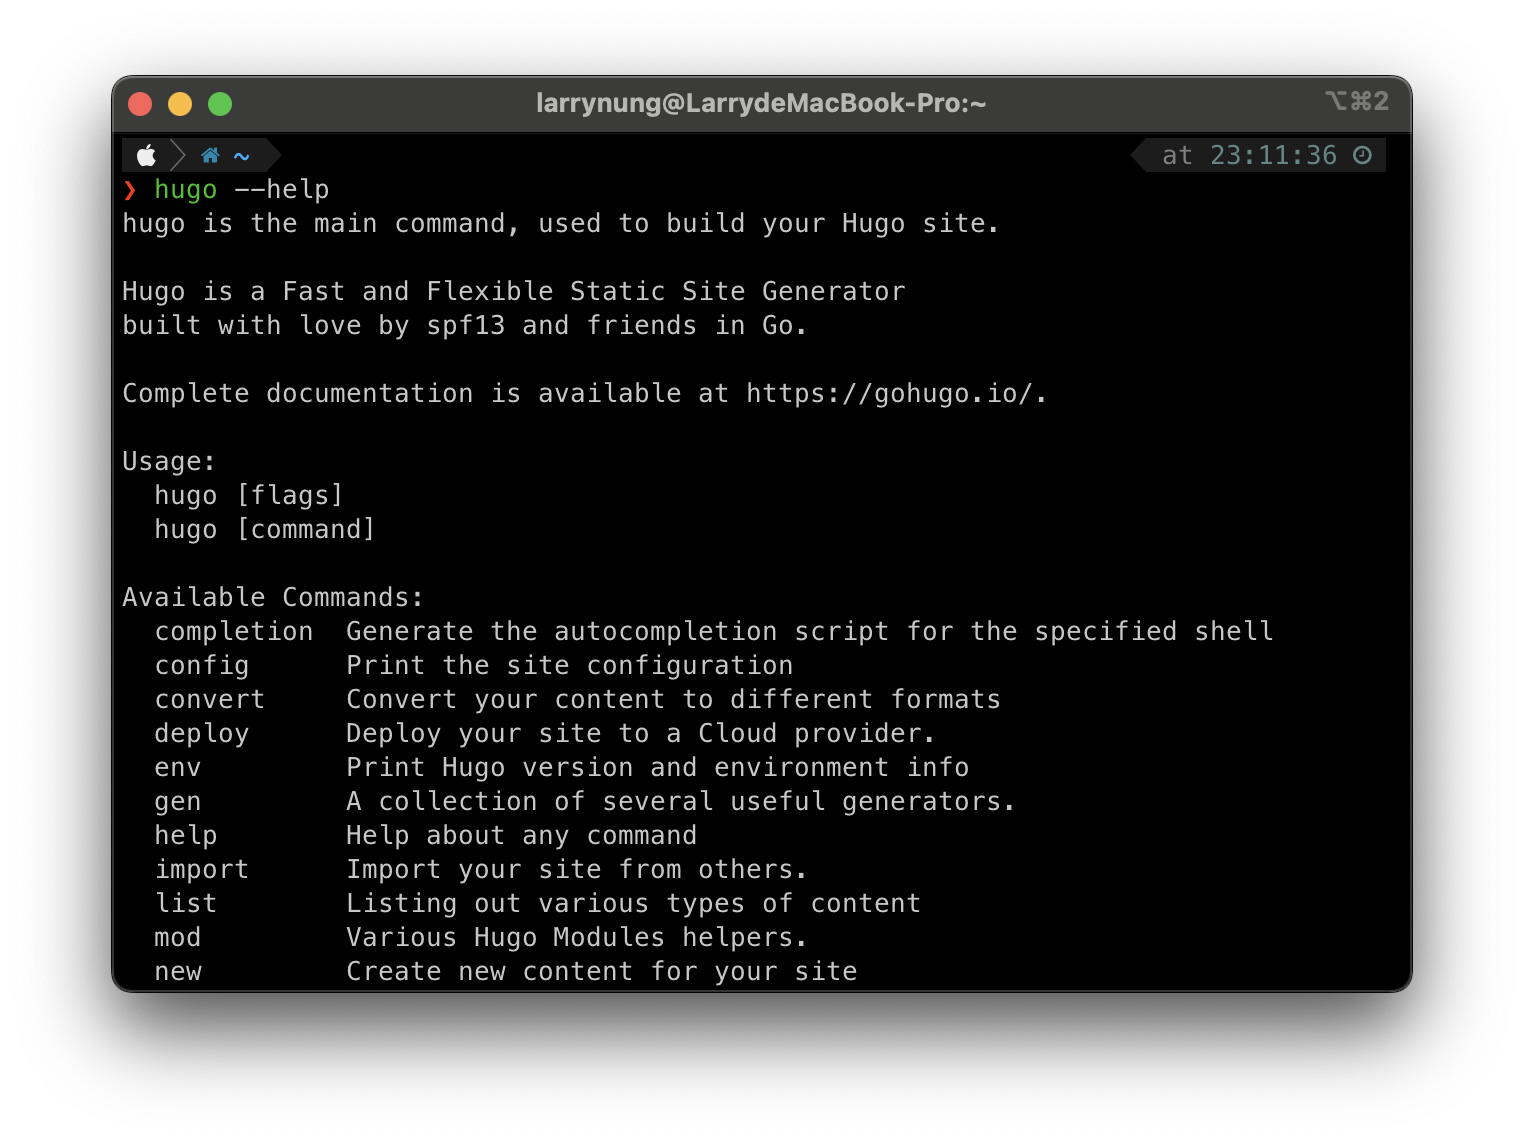 larrynung@LarrydeMacBook-Pro:~ ⌥⌘2
~ at 23:11:36
❯ hugo --help
hugo is the main command, used to build your Hugo site.
Hugo is a Fast and Flexible Static Site Generator
built with love by spf13 and friends in Go.
Complete documentation is available at https://gohugo.io/.
Usage:
  hugo [flags]
  hugo [command]
Available Commands:
  completion  Generate the autocompletion script for the specified shell
  config      Print the site configuration
  convert     Convert your content to different formats
  deploy      Deploy your site to a Cloud provider.
  env         Print Hugo version and environment info
  gen         A collection of several useful generators.
  help        Help about any command
  import      Import your site from others.
  list        Listing out various types of content
  mod         Various Hugo Modules helpers.
  new         Create new content for your site